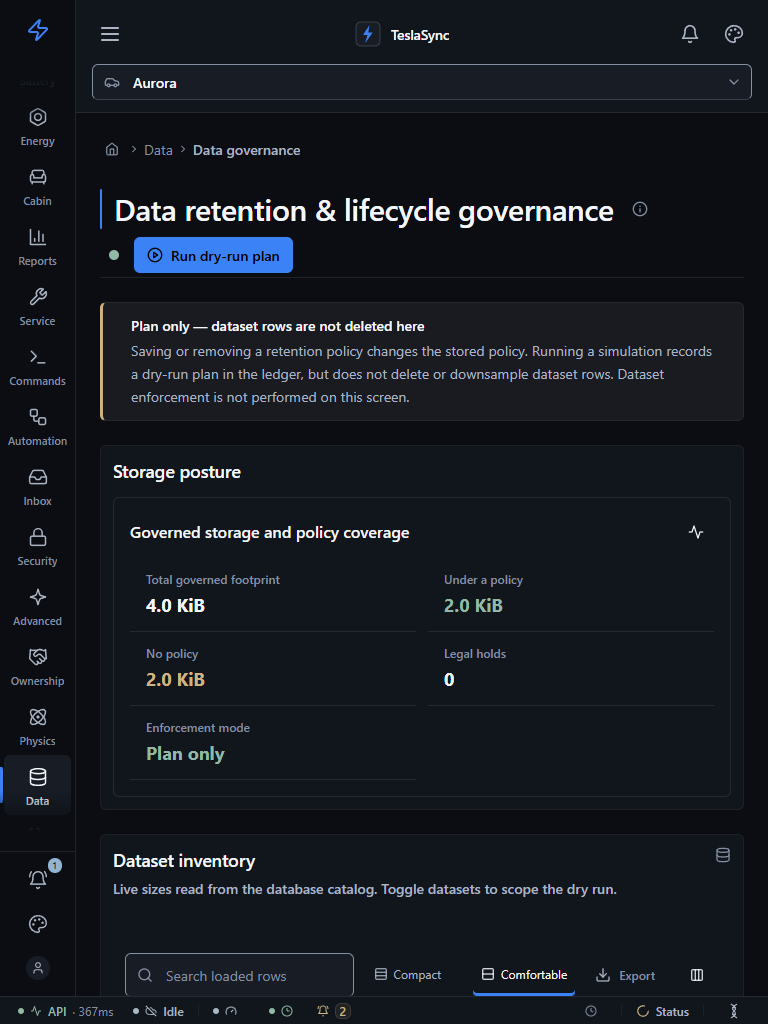 TeslaSync
Aurora
Energy
Cabin
Reports
Service
Commands
Automation
Inbox
Security
Advanced
Ownership
Physics
Data
1
Data
Data governance
Data retention & lifecycle governance
Run dry-run plan
Plan only — dataset rows are not deleted here
Saving or removing a retention policy changes the stored policy. Running a simulation records
a dry-run plan in the ledger, but does not delete or downsample dataset rows. Dataset
enforcement is not performed on this screen.
Storage posture
Governed storage and policy coverage
Total governed footprint
4.0 KiB
Under a policy
2.0 KiB
No policy
2.0 KiB
Legal holds
0
Enforcement mode
Plan only
Dataset inventory
Live sizes read from the database catalog. Toggle datasets to scope the dry run.
Search loaded rows
Compact
Comfortable
Export
API · 367ms
Idle
2
Status